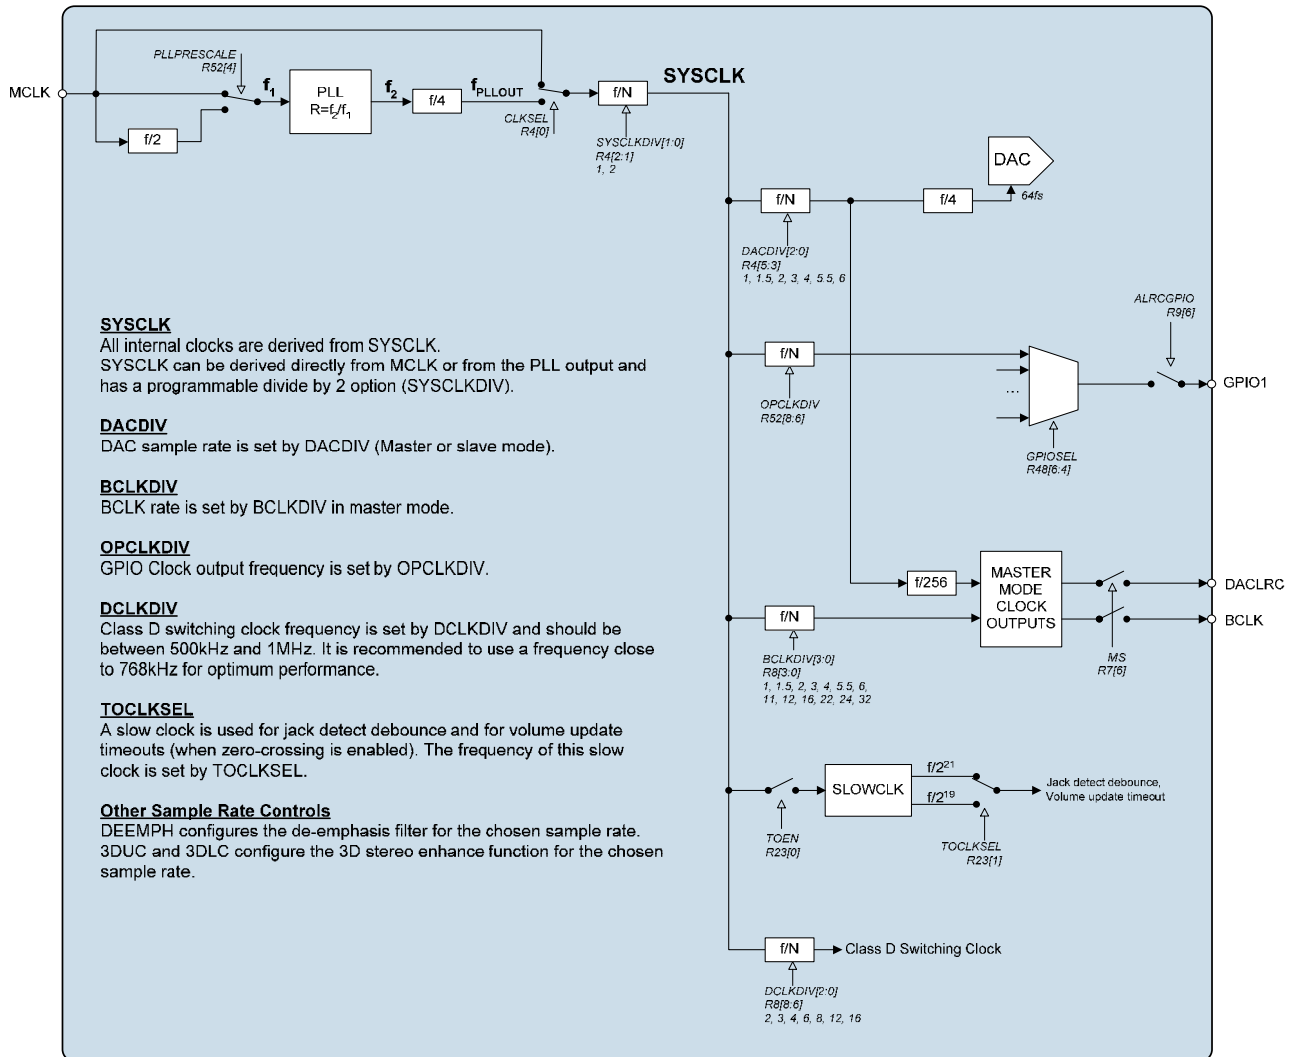 MCLK
PLLPRESCALE
R52[4]
f/2
f1
PLL
R=f2/f1
f2
f/4
fPLLOUT
CLKSEL
R4[0]
f/N
SYSCLKDIV[1:0]
R4[2:1]
1, 2
SYSCLK
DAC
f/N
f/4
64fs
DACDIV[2:0]
R4[5:3]
1, 1.5, 2, 3, 4, 5.5, 6
ALRCGPIO
R9[6]
f/N
OPCLKDIV
R52[8:6]
...
GPIOSEL
R48[6:4]
GPIO1
SYSCLK
All internal clocks are derived from SYSCLK.
SYSCLK can be derived directly from MCLK or from the PLL output and
has a programmable divide by 2 option (SYSCLKDIV).
DACDIV
DAC sample rate is set by DACDIV (Master or slave mode).
BCLKDIV
BCLK rate is set by BCLKDIV in master mode.
OPCLKDIV
GPIO Clock output frequency is set by OPCLKDIV.
DCLKDIV
Class D switching clock frequency is set by DCLKDIV and should be
between 500kHz and 1MHz. It is recommended to use a frequency close
to 768kHz for optimum performance.
TOCLKSEL
A slow clock is used for jack detect debounce and for volume update
timeouts (when zero-crossing is enabled). The frequency of this slow
clock is set by TOCLKSEL.
Other Sample Rate Controls
DEEMPH configures the de-emphasis filter for the chosen sample rate.
3DUC and 3DLC configure the 3D stereo enhance function for the chosen
sample rate.
f/256
MASTER
MODE
CLOCK
OUTPUTS
DACLRC
BCLK
MS
R7[6]
f/N
BCLKDIV[3:0]
R8[3:0]
1, 1.5, 2, 3, 4, 5.5, 6,
11, 12, 16, 22, 24, 32
TOEN
R23[0]
SLOWCLK
f/2^21
f/2^19
TOCLKSEL
R23[1]
Jack detect debounce,
Volume update timeout
f/N
Class D Switching Clock
DCLKDIV[2:0]
R8[8:6]
2, 3, 4, 6, 8, 12, 16